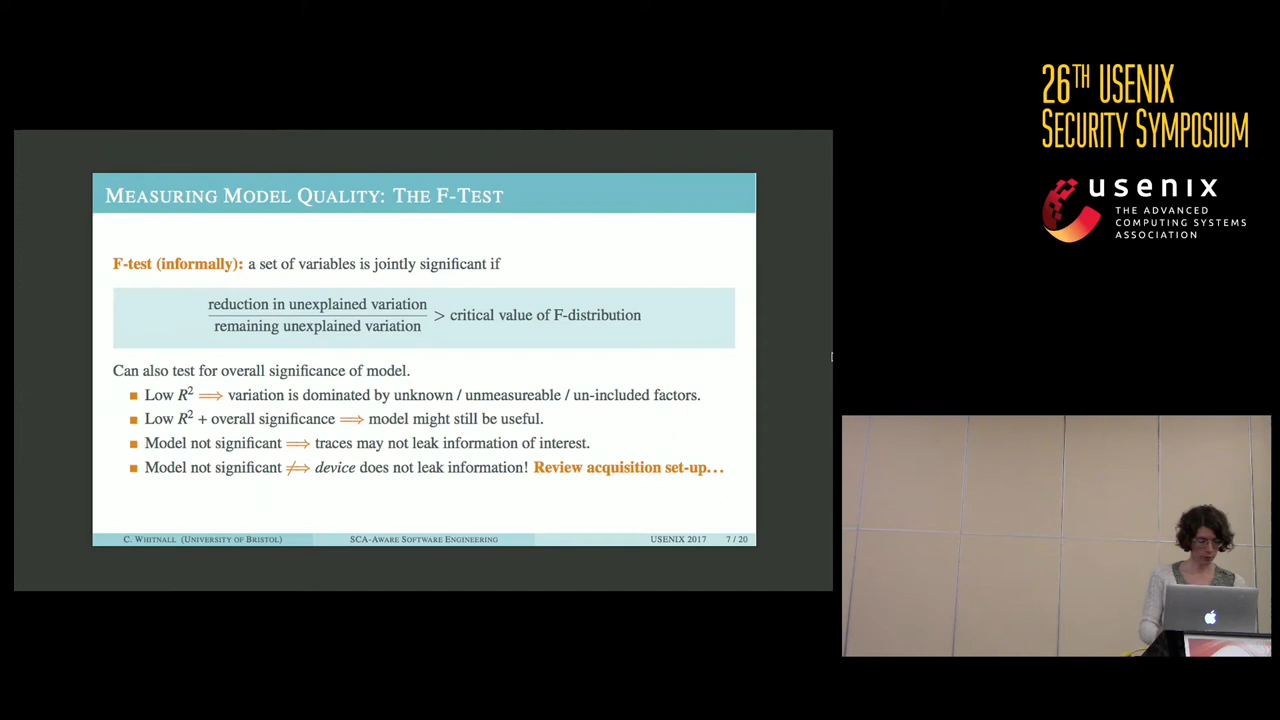 MEASURING MODEL QUALITY: THE F-TEST
F-test (informally): a set of variables is jointly significant if
reduction in unexplained variation
remaining unexplained variation
> critical value of F-distribution
Can also test for overall significance of model.
Low R² ⟹ variation is dominated by unknown / unmeasureable / un-included factors.
Low R² + overall significance ⟹ model might still be useful.
Model not significant ⟹ traces may not leak information of interest.
Model not significant ⇏ device does not leak information! Review acquisition set-up...
C. WHITNALL (UNIVERSITY OF BRISTOL)
SCA-AWARE SOFTWARE ENGINEERING
USENIX 2017 7 / 20
26TH USENIX
SECURITY SYMPOSIUM
usenix
THE ADVANCED
COMPUTING SYSTEMS
ASSOCIATION